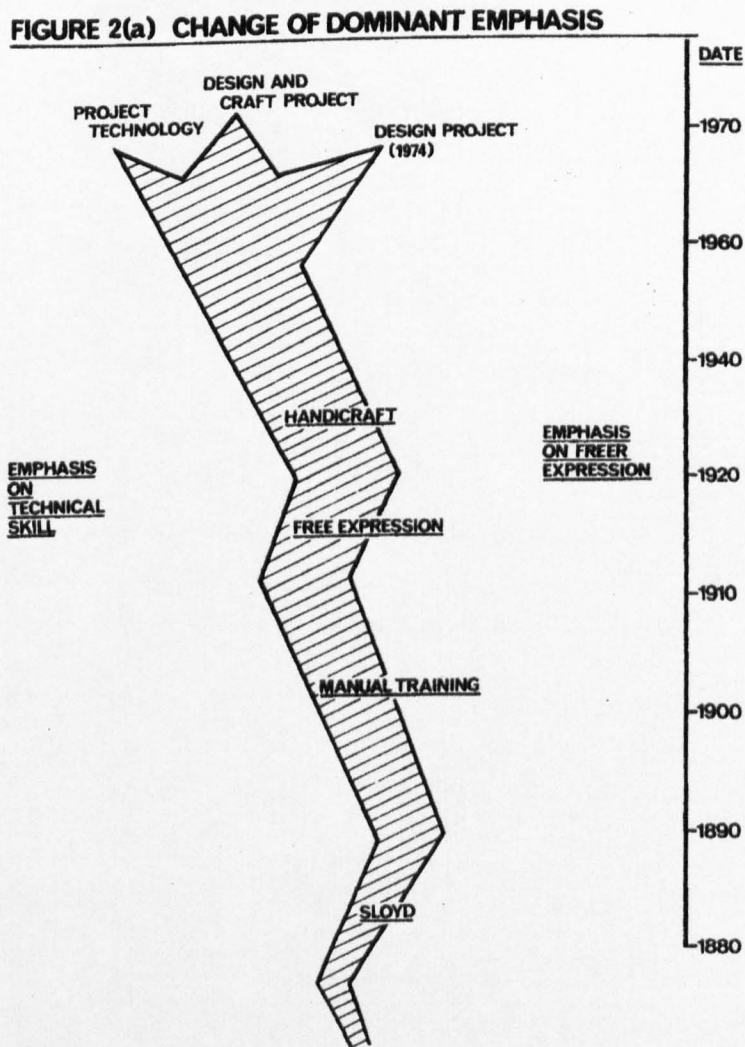 FIGURE 2(a) CHANGE OF DOMINANT EMPHASIS
DATE
DESIGN AND
CRAFT PROJECT
PROJECT
TECHNOLOGY
DESIGN PROJECT
(1974)
1970
1960
1940
HANDICRAFT
EMPHASIS
ON FREER
EXPRESSION
EMPHASIS
ON
TECHNICAL
SKILL
1920
FREE EXPRESSION
1910
MANUAL TRAINING
1900
1890
SLOYD
1880